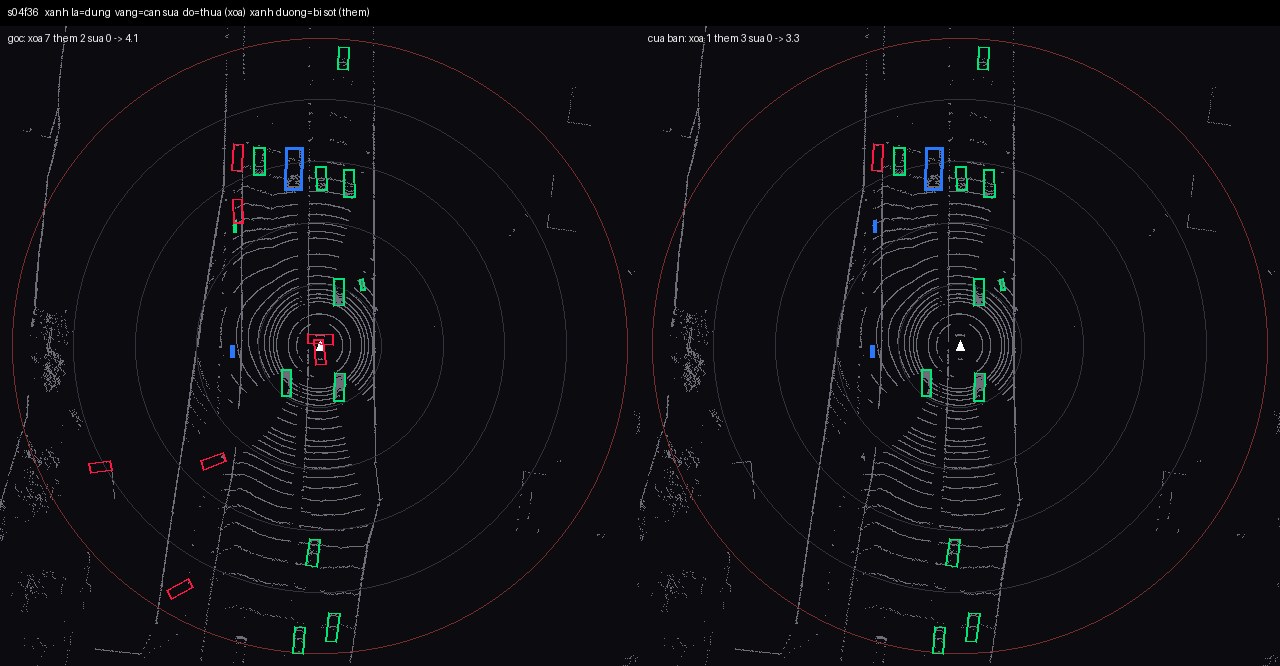 s04f36 xanh la=dung vang=can sua do=thua (xoa) xanh duong=bi sot (them)
goc: xoa 7 them 2 sua 0 -> 4.1
cua ban: xoa 1 them 3 sua 0 -> 3.3